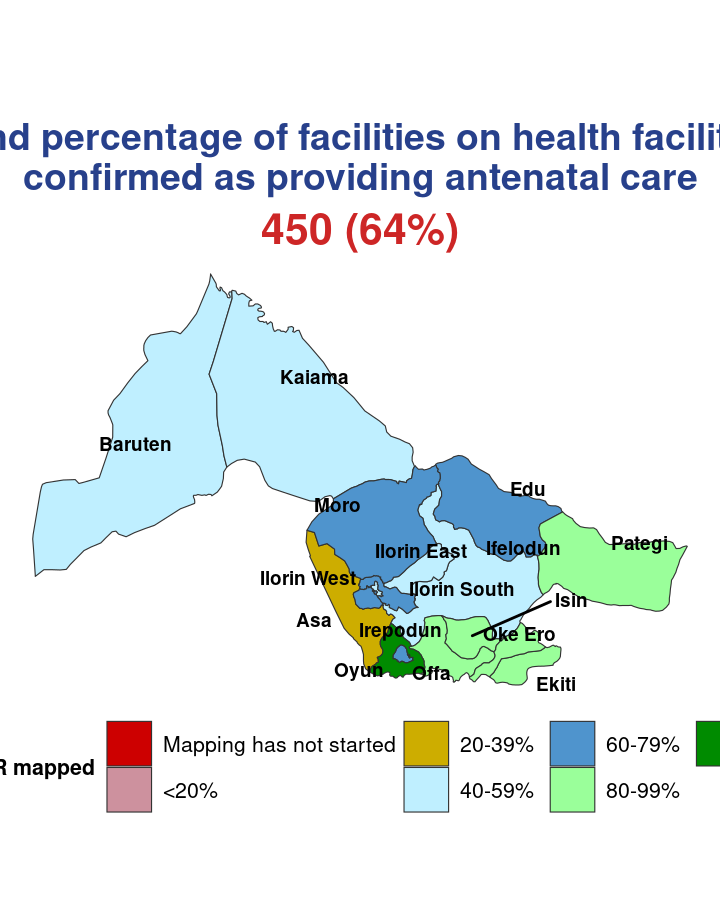 nd percentage of facilities on health facilit
confirmed as providing antenatal care
450 (64%)
Kaiama
Baruten
Edu
Moro
Pategi
Ilorin East
Ifelodun
Ilorin West
Ilorin South
Isin
Asa
Irepodun
Oke Ero
Oyun
Offa
Ekiti
R mapped
Mapping has not started
20-39%
60-79%
<20%
40-59%
80-99%